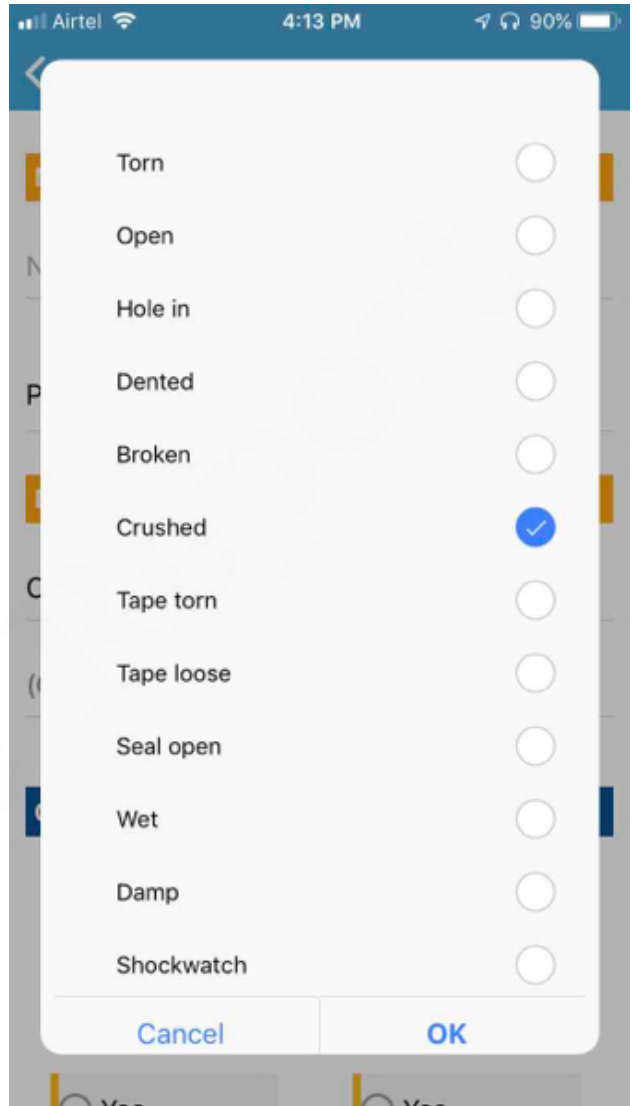 Airtel 4:13 PM 90%
Torn
Open
Hole in
Dented
Broken
Crushed
Tape torn
Tape loose
Seal open
Wet
Damp
Shockwatch
Cancel OK
Yes Yes
Report